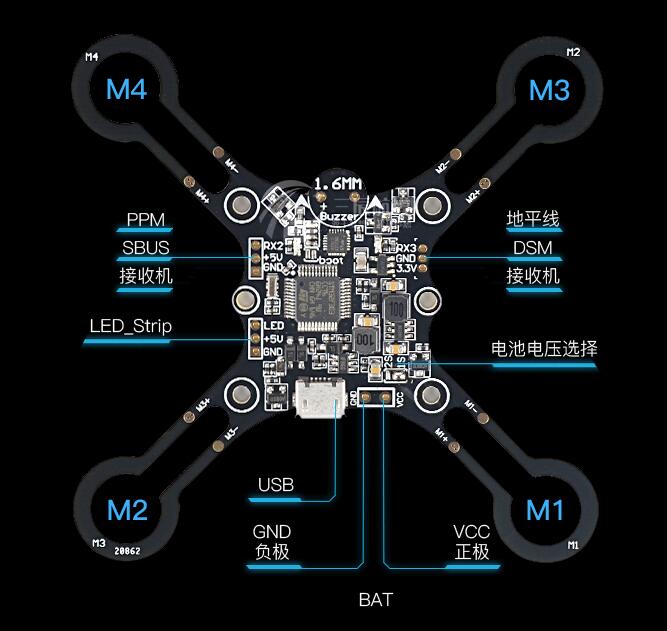 M4
M4
M2
M3
M4-
M4+
M2-
M2+
1.6MM
+
Buzzer
PPM
SBUS
接收机
RX2
+5V
GND
boot
RX3
GND
3.3V
地平线
DSM
接收机
LED_Strip
LED
+5V
GND
100
100
2S
1S
电池电压选择
GND
VCC
M3+
M3-
M1-
M1+
USB
M2
M3
20062
M1
M1
GND
负极
VCC
正极
BAT